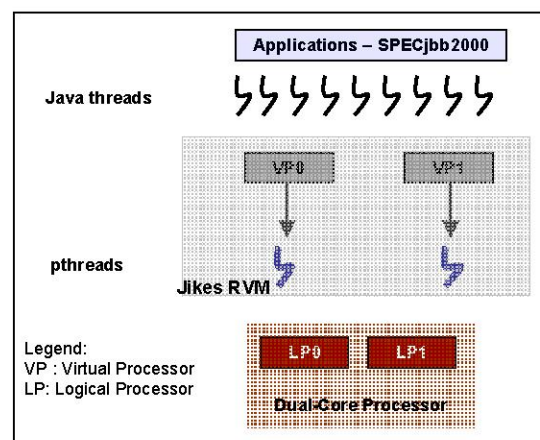 Applications – SPECjbb2000
Java threads
VP0
VP1
pthreads
Jikes RVM
LP0
LP1
Dual-Core Processor
Legend:
VP : Virtual Processor
LP: Logical Processor